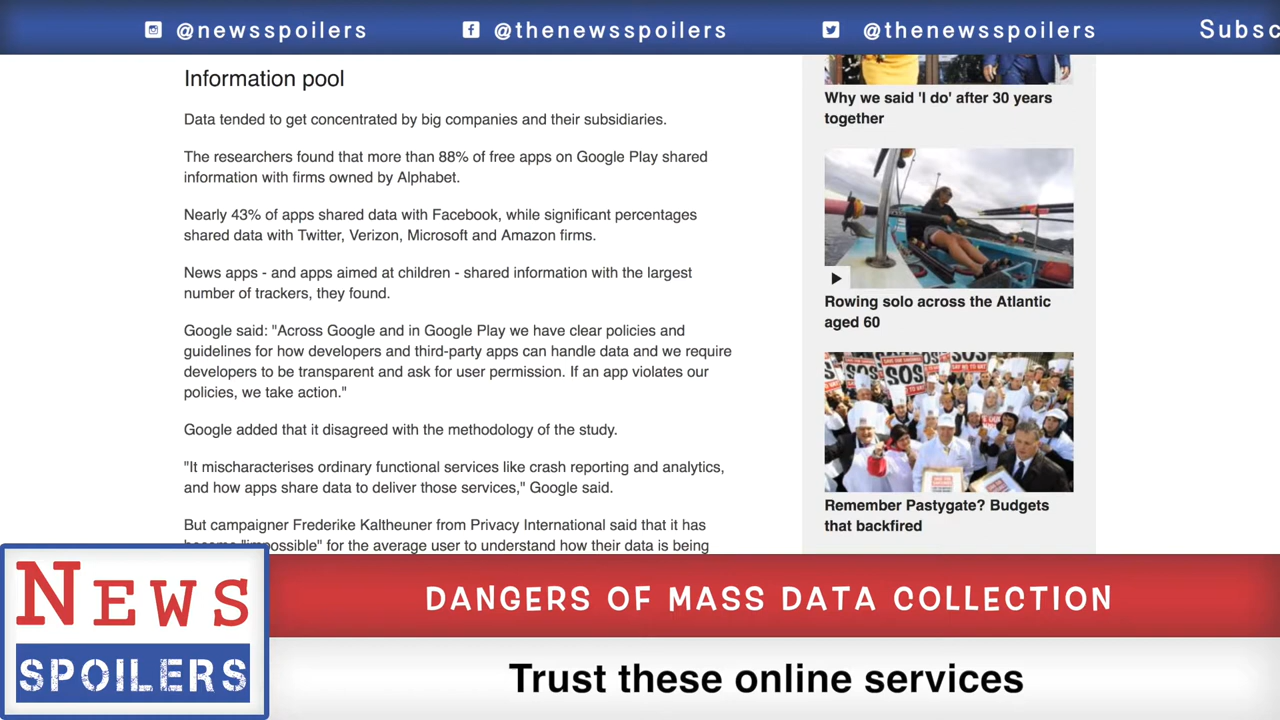 @newsspoilers
@thenewsspoilers
@thenewsspoilers
Subsc
Information pool
Data tended to get concentrated by big companies and their subsidiaries.
The researchers found that more than 88% of free apps on Google Play shared
information with firms owned by Alphabet.
Nearly 43% of apps shared data with Facebook, while significant percentages
shared data with Twitter, Verizon, Microsoft and Amazon firms.
News apps - and apps aimed at children - shared information with the largest
number of trackers, they found.
Google said: "Across Google and in Google Play we have clear policies and
guidelines for how developers and third-party apps can handle data and we require
developers to be transparent and ask for user permission. If an app violates our
policies, we take action."
Google added that it disagreed with the methodology of the study.
"It mischaracterises ordinary functional services like crash reporting and analytics,
and how apps share data to deliver those services," Google said.
But campaigner Frederike Kaltheuner from Privacy International said that it has
become "impossible" for the average user to understand how their data is being
Why we said 'I do' after 30 years
together
Rowing solo across the Atlantic
aged 60
SOS
SOS
SOS
Remember Pastygate? Budgets
that backfired
NEWS
SPOILERS
DANGERS OF MASS DATA COLLECTION
Trust these online services